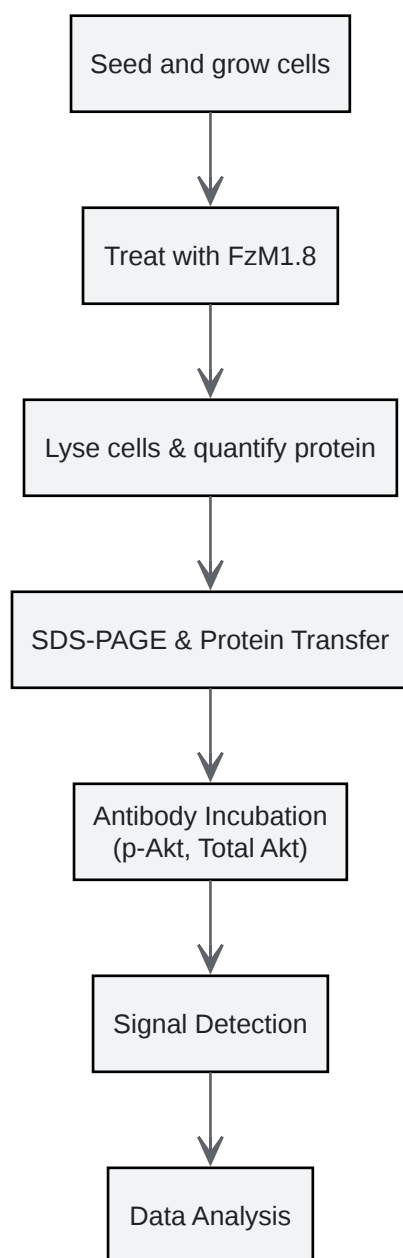 Seed and grow cells
Treat with FzM1.8
Lyse cells & quantify protein
SDS-PAGE & Protein Transfer
Antibody Incubation
(p-Akt, Total Akt)
Signal Detection
Data Analysis